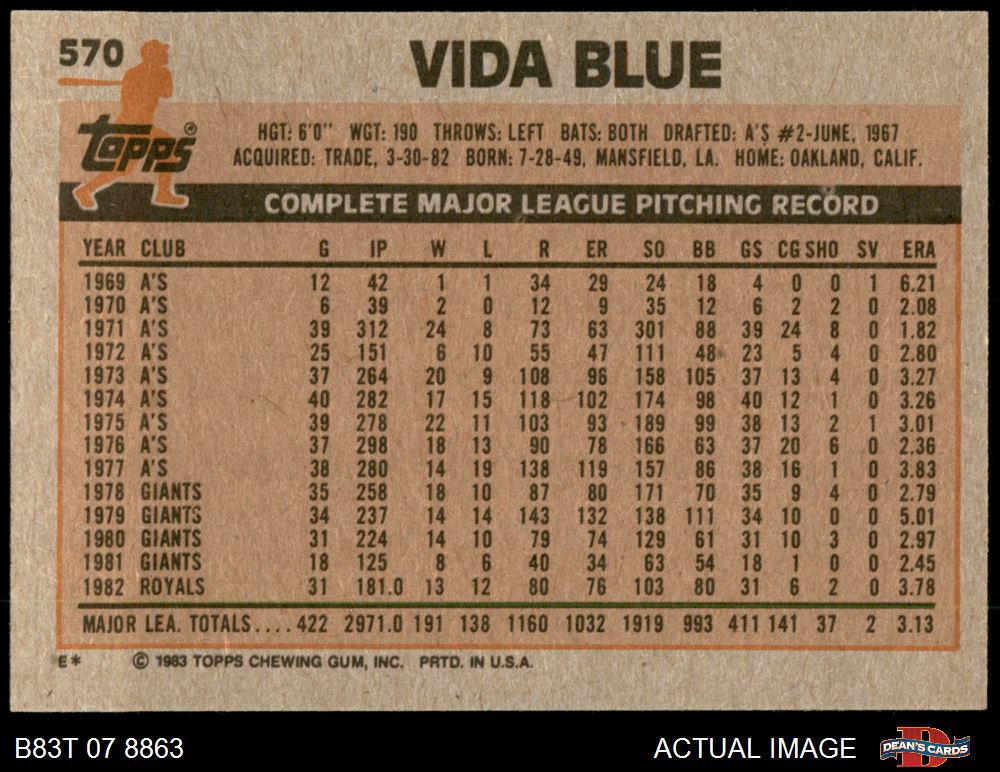 570 VIDA BLUE
topps®
HGT: 6'0" WGT: 190 THROWS: LEFT BATS: BOTH DRAFTED: A'S #2-JUNE, 1967
ACQUIRED: TRADE, 3-30-82 BORN: 7-28-49, MANSFIELD, LA. HOME: OAKLAND, CALIF.
COMPLETE MAJOR LEAGUE PITCHING RECORD
YEAR CLUB G IP W L R ER SO BB GS CG SHO SV ERA
1969 A'S 12 42 1 1 34 29 24 18 4 0 0 1 6.21
1970 A'S 6 39 2 0 12 9 35 12 6 2 2 0 2.08
1971 A'S 39 312 24 8 73 63 301 88 39 24 8 0 1.82
1972 A'S 25 151 6 10 55 47 111 48 23 5 4 0 2.80
1973 A'S 37 264 20 9 108 96 158 105 37 13 4 0 3.27
1974 A'S 40 282 17 15 118 102 174 98 40 12 1 0 3.26
1975 A'S 39 278 22 11 103 93 189 99 38 13 2 1 3.01
1976 A'S 37 298 18 13 90 78 166 63 37 20 6 0 2.36
1977 A'S 38 280 14 19 138 119 157 86 38 16 1 0 3.83
1978 GIANTS 35 258 18 10 87 80 171 70 35 9 4 0 2.79
1979 GIANTS 34 237 14 14 143 132 138 111 34 10 0 0 5.01
1980 GIANTS 31 224 14 10 79 74 129 61 31 10 3 0 2.97
1981 GIANTS 18 125 8 6 40 34 63 54 18 1 0 0 2.45
1982 ROYALS 31 181.0 13 12 80 76 103 80 31 6 2 0 3.78
MAJOR LEA. TOTALS.... 422 2971.0 191 138 1160 1032 1919 993 411 141 37 2 3.13
E* © 1983 TOPPS CHEWING GUM, INC. PRTD. IN U.S.A.
B83T 07 8863 ACTUAL IMAGE D DEAN'S CARDS